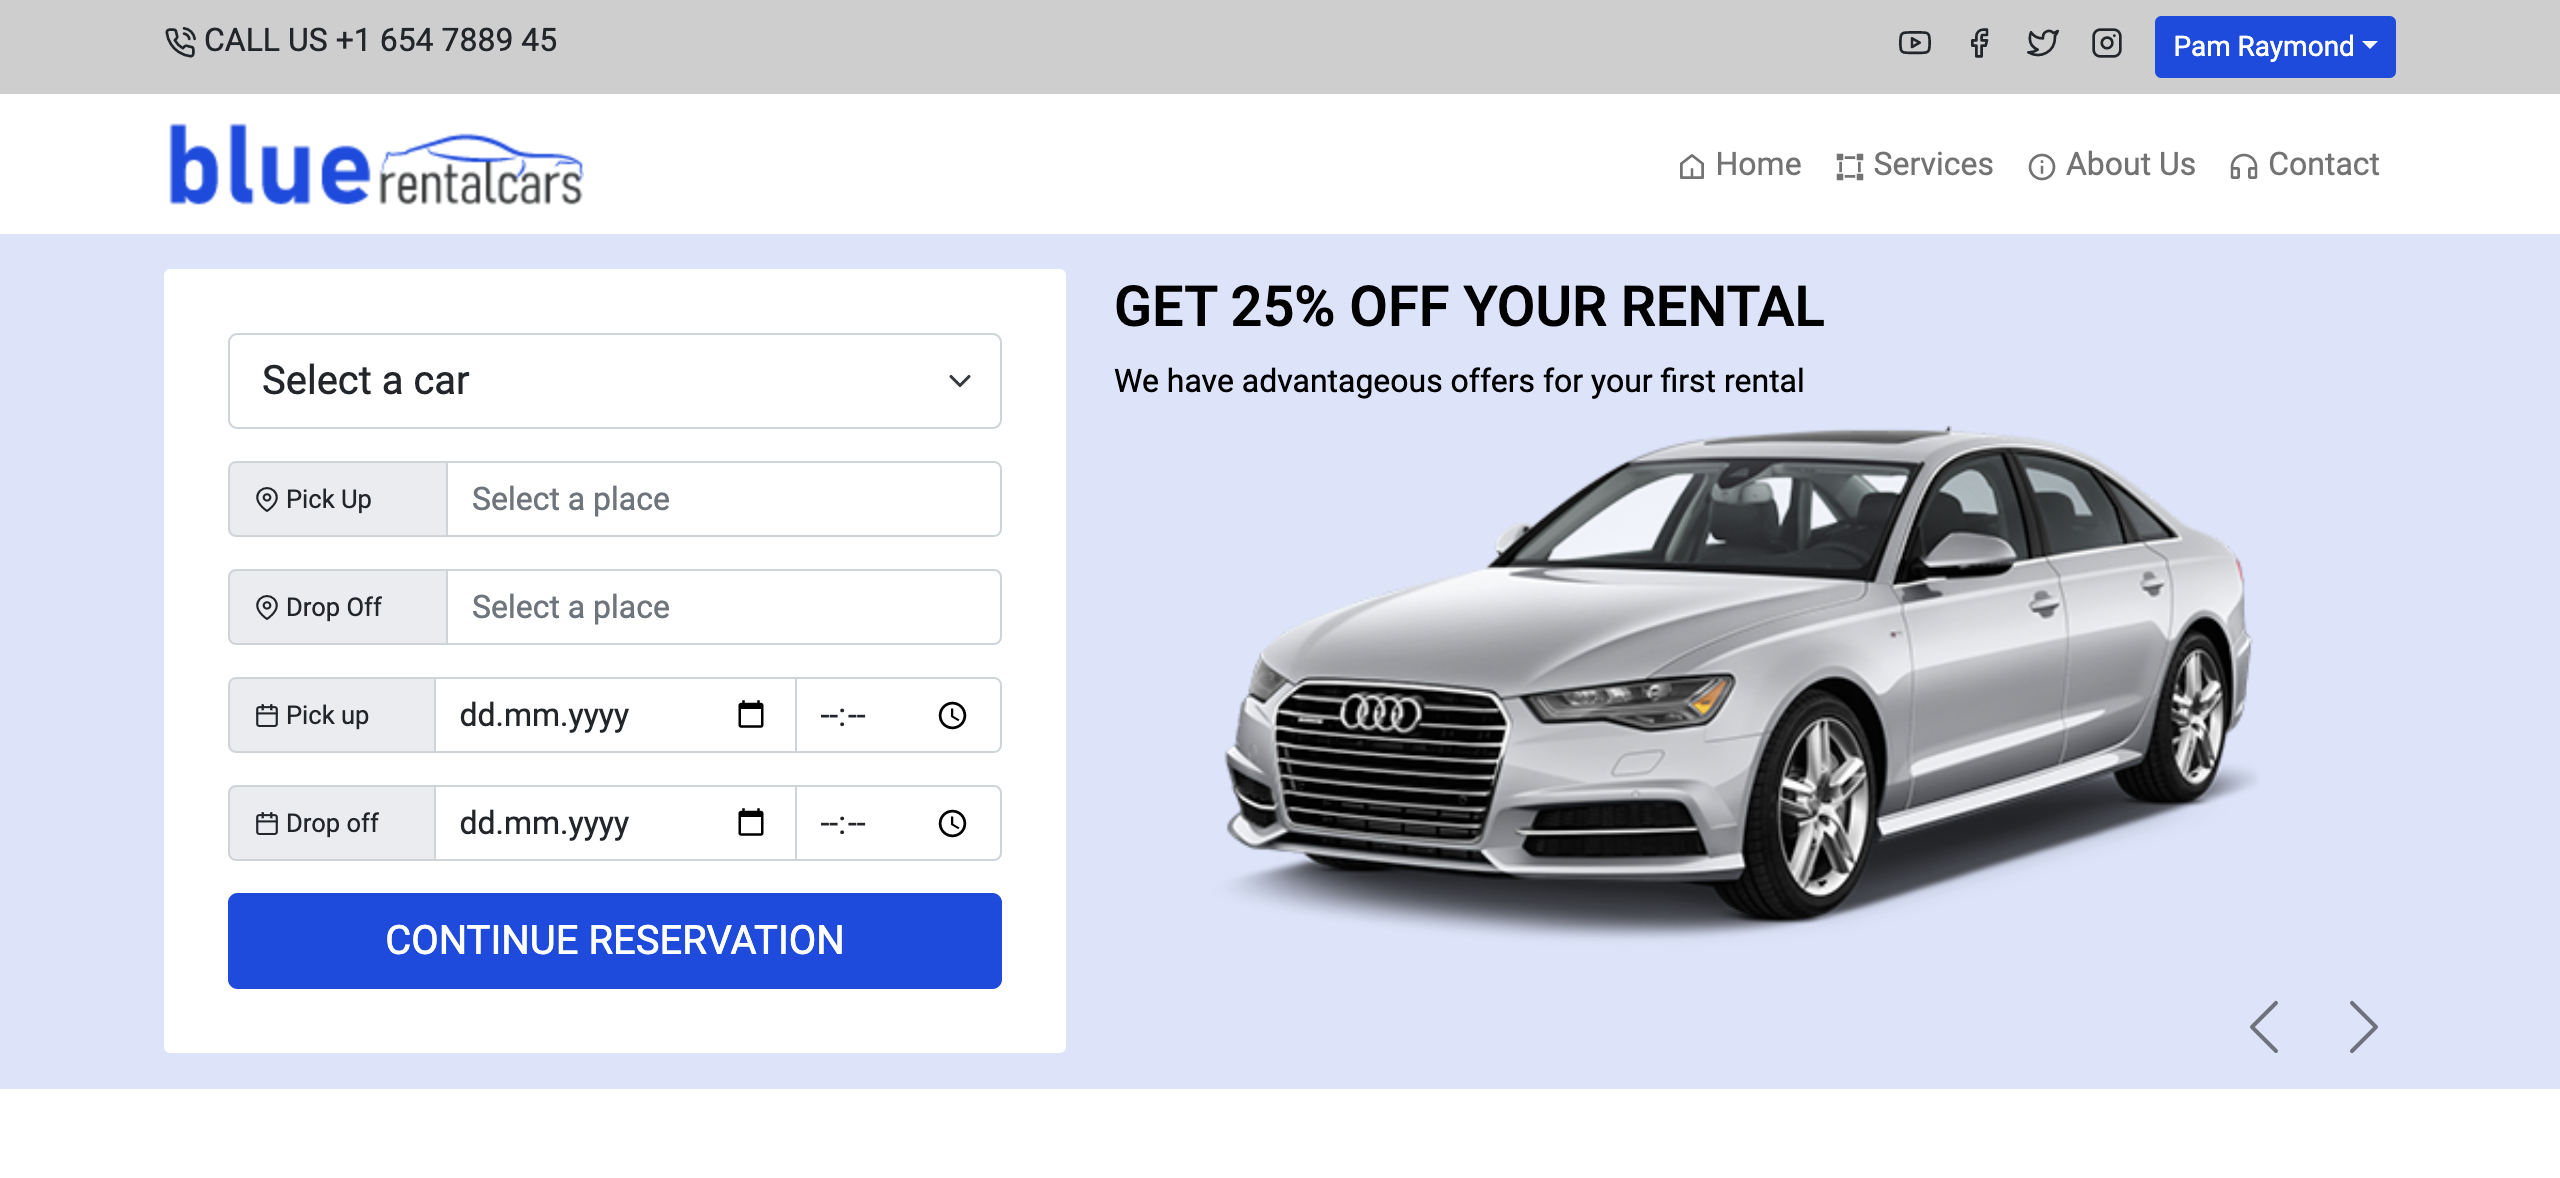 CALL US +1 654 7889 45
Pam Raymond
blue rentalcars
Home
Services
About Us
Contact
Select a car
Pick Up
Select a place
Drop Off
Select a place
Pick up
dd.mm.yyyy
--:--
Drop off
dd.mm.yyyy
--:--
CONTINUE RESERVATION
GET 25% OFF YOUR RENTAL
We have advantageous offers for your first rental